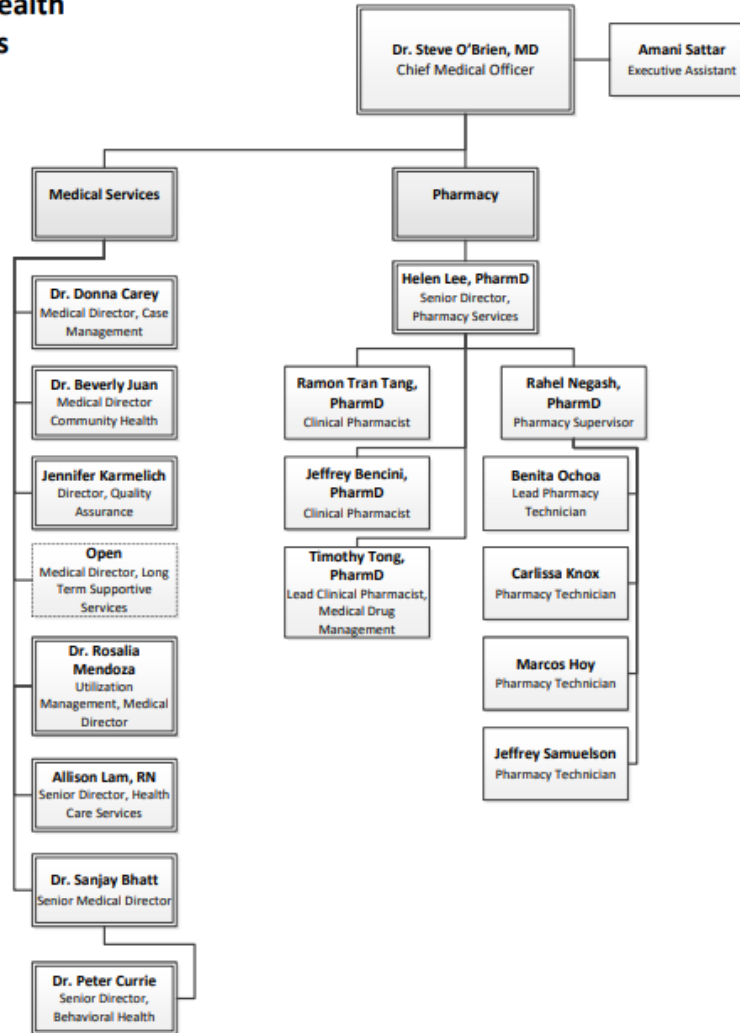 Dr. Steve O’Brien, MD
Chief Medical Officer
Amani Sattar
Executive Assistant
Medical Services
Pharmacy
Dr. Donna Carey
Medical Director, Case
Management
Dr. Beverly Juan
Medical Director
Community Health
Jennifer Karmelich
Director, Quality
Assurance
Open
Medical Director, Long
Term Supportive
Services
Dr. Rosalia
Mendoza
Utilization
Management, Medical
Director
Allison Lam, RN
Senior Director, Health
Care Services
Dr. Sanjay Bhatt
Senior Medical Director
Dr. Peter Currie
Senior Director,
Behavioral Health
Helen Lee, PharmD
Senior Director,
Pharmacy Services
Ramon Tran Tang,
PharmD
Clinical Pharmacist
Jeffrey Bencini,
PharmD
Clinical Pharmacist
Timothy Tong,
PharmD
Lead Clinical Pharmacist,
Medical Drug
Management
Rahel Negash,
PharmD
Pharmacy Supervisor
Benita Ochoa
Lead Pharmacy
Technician
Carlissa Knox
Pharmacy Technician
Marcos Hoy
Pharmacy Technician
Jeffrey Samuelson
Pharmacy Technician